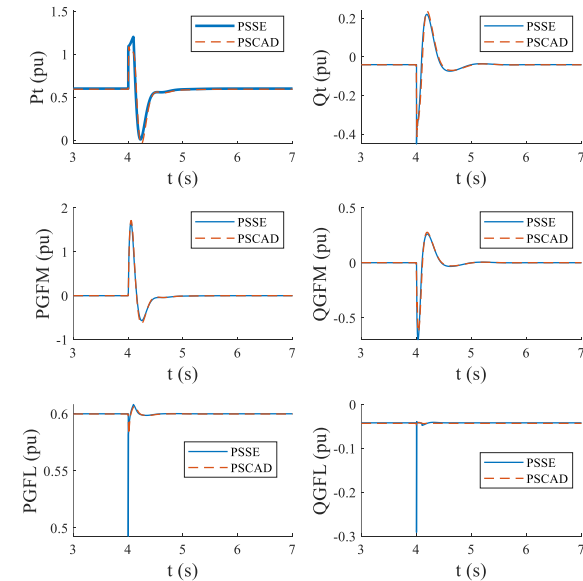 Pt (pu)
1.5
1
0.5
0
PSSE
PSCAD
3 4 5 6 7
t (s)
Qt (pu)
0.2
0
-0.2
-0.4
PSSE
PSCAD
3 4 5 6 7
t (s)
PGFM (pu)
2
1
0
-1
PSSE
PSCAD
3 4 5 6 7
t (s)
QGFM (pu)
0.5
0
-0.5
PSSE
PSCAD
3 4 5 6 7
t (s)
PGFL (pu)
0.6
0.55
0.5
PSSE
PSCAD
3 4 5 6 7
t (s)
QGFL (pu)
0
-0.1
-0.2
-0.3
PSSE
PSCAD
3 4 5 6 7
t (s)